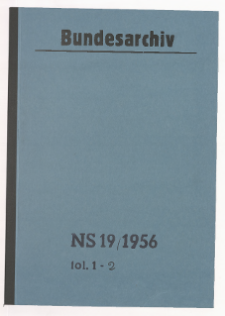 Bundesarchiv
NS 19/1956
fol. 1 - 2